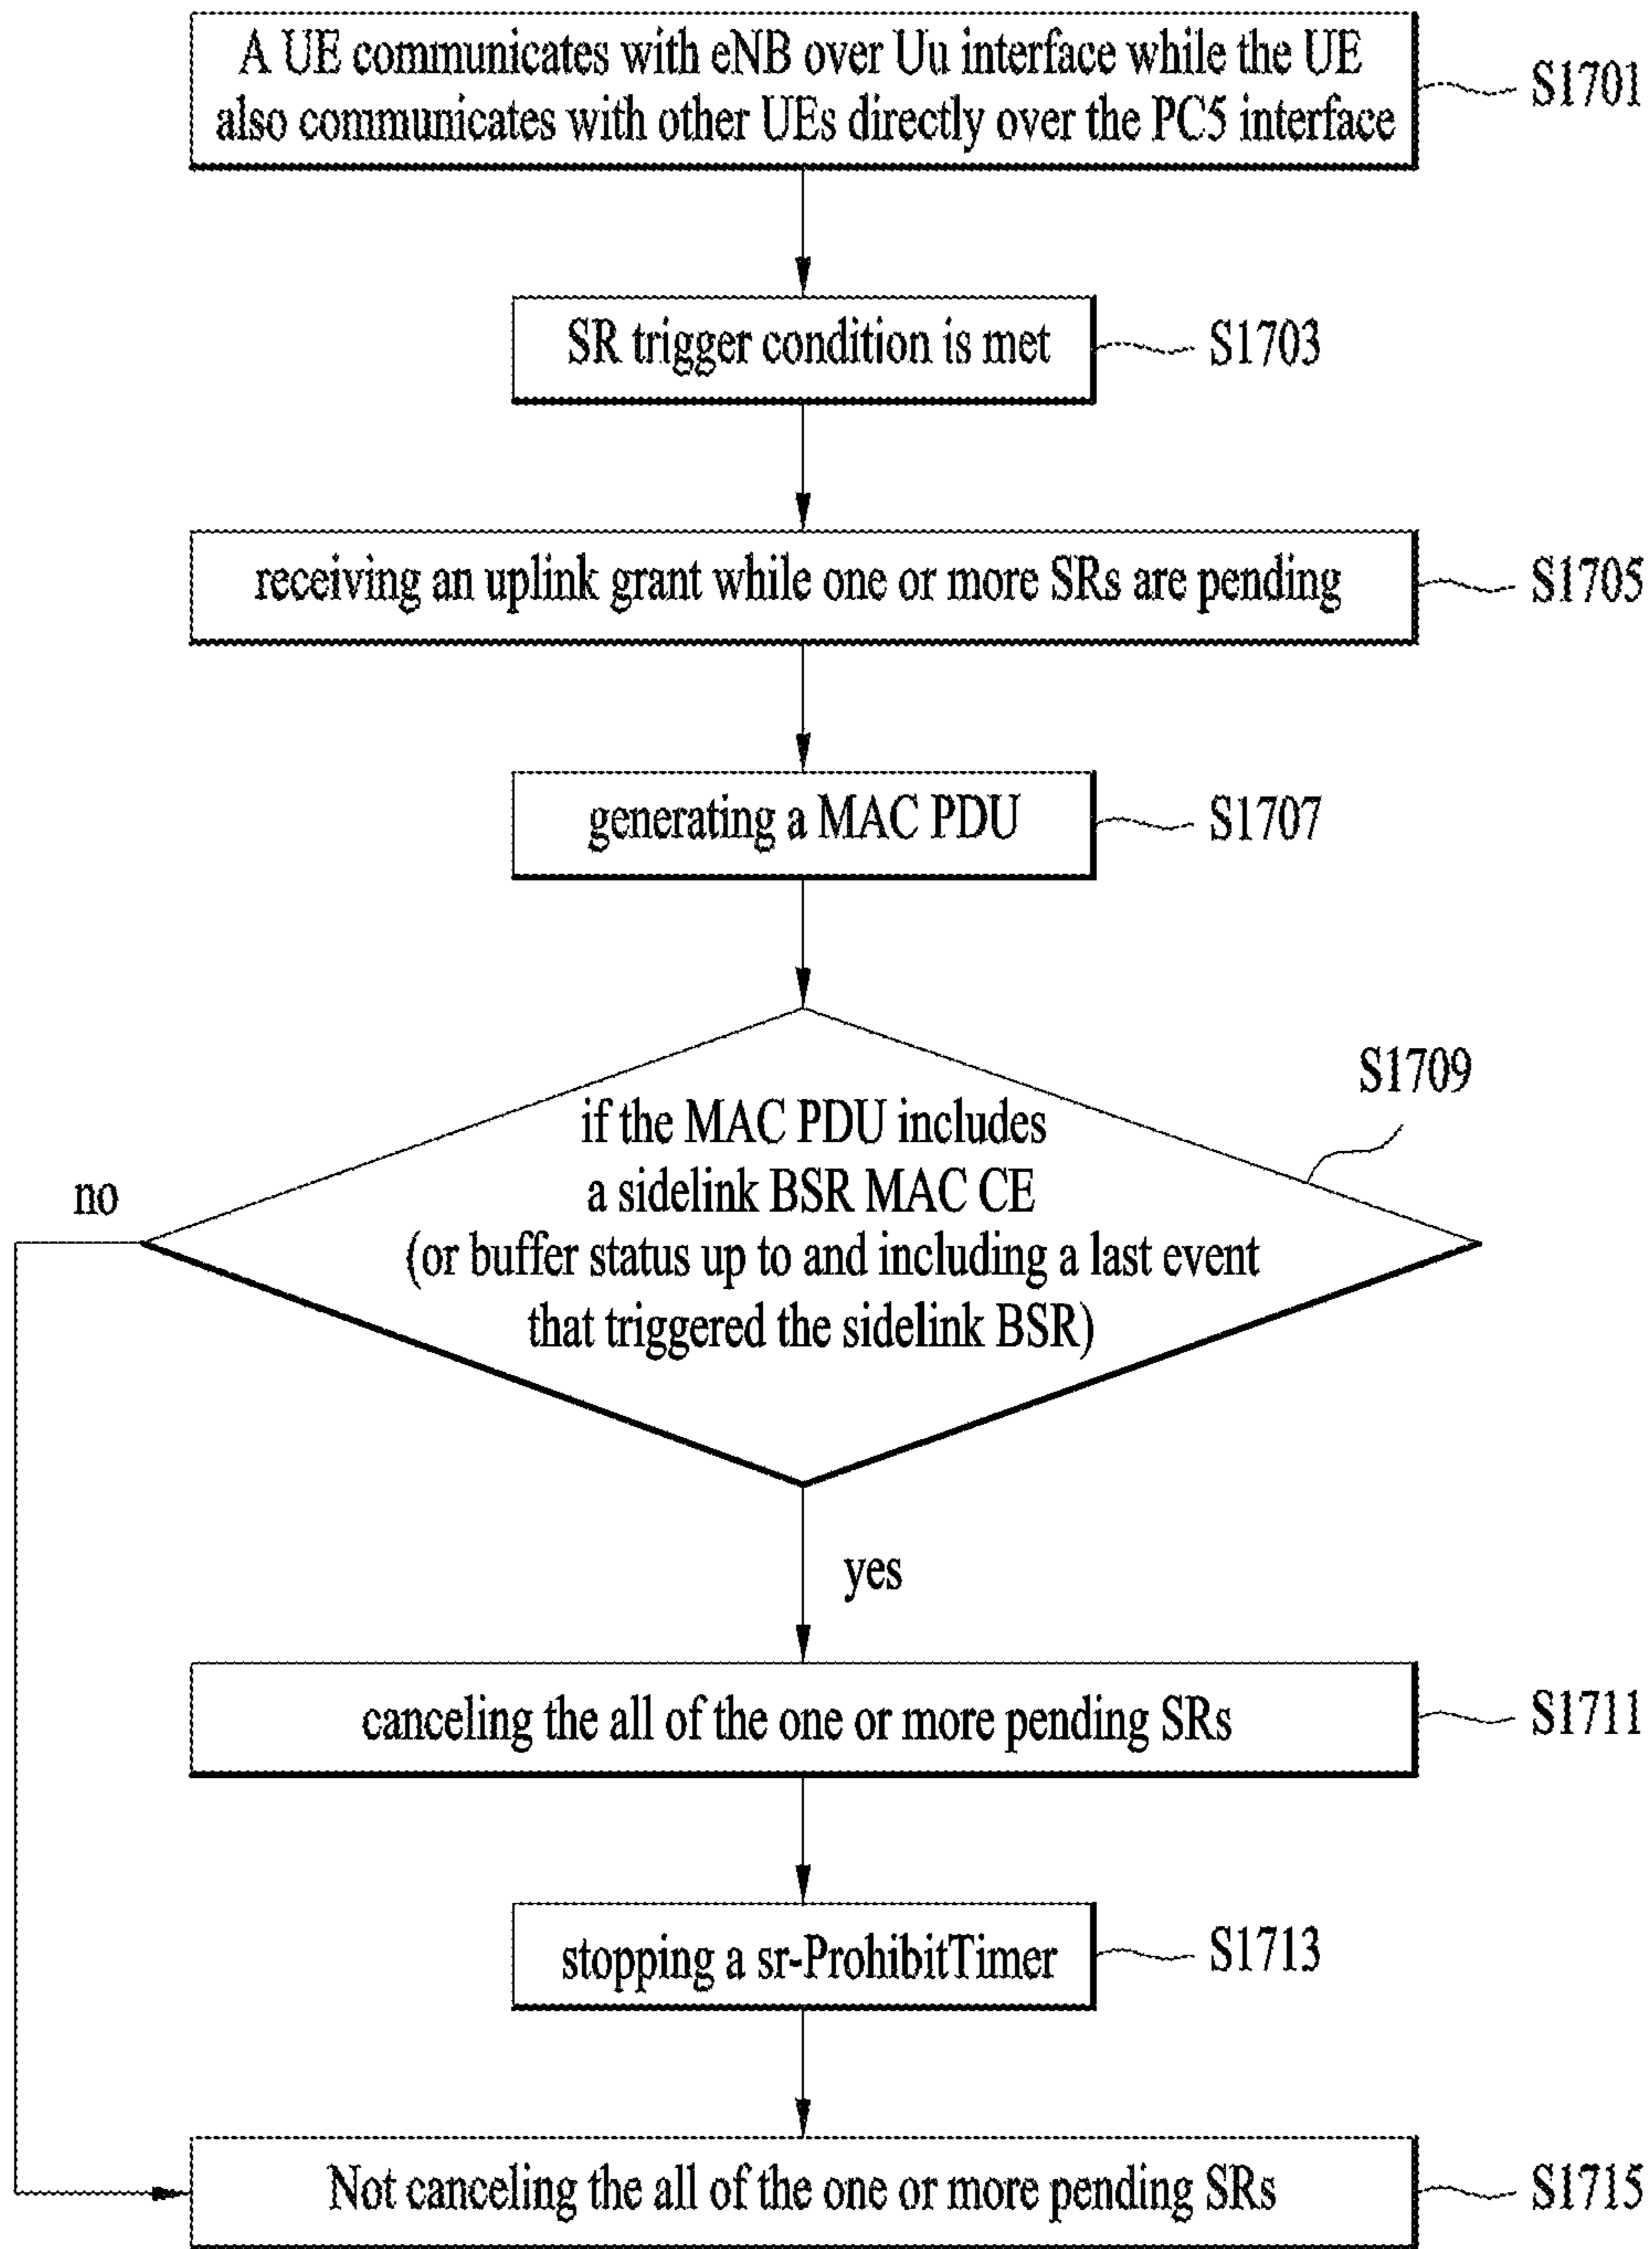 A UE communicates with eNB over Uu interface while the UE
also communicates with other UEs directly over the PC5 interface
S1701
SR trigger condition is met
S1703
receiving an uplink grant while one or more SRs are pending
S1705
generating a MAC PDU
S1707
S1709
if the MAC PDU includes
a sidelink BSR MAC CE
(or buffer status up to and including a last event
that triggered the sidelink BSR)
no
yes
canceling the all of the one or more pending SRs
S1711
stopping a sr-ProhibitTimer
S1713
Not canceling the all of the one or more pending SRs
S1715